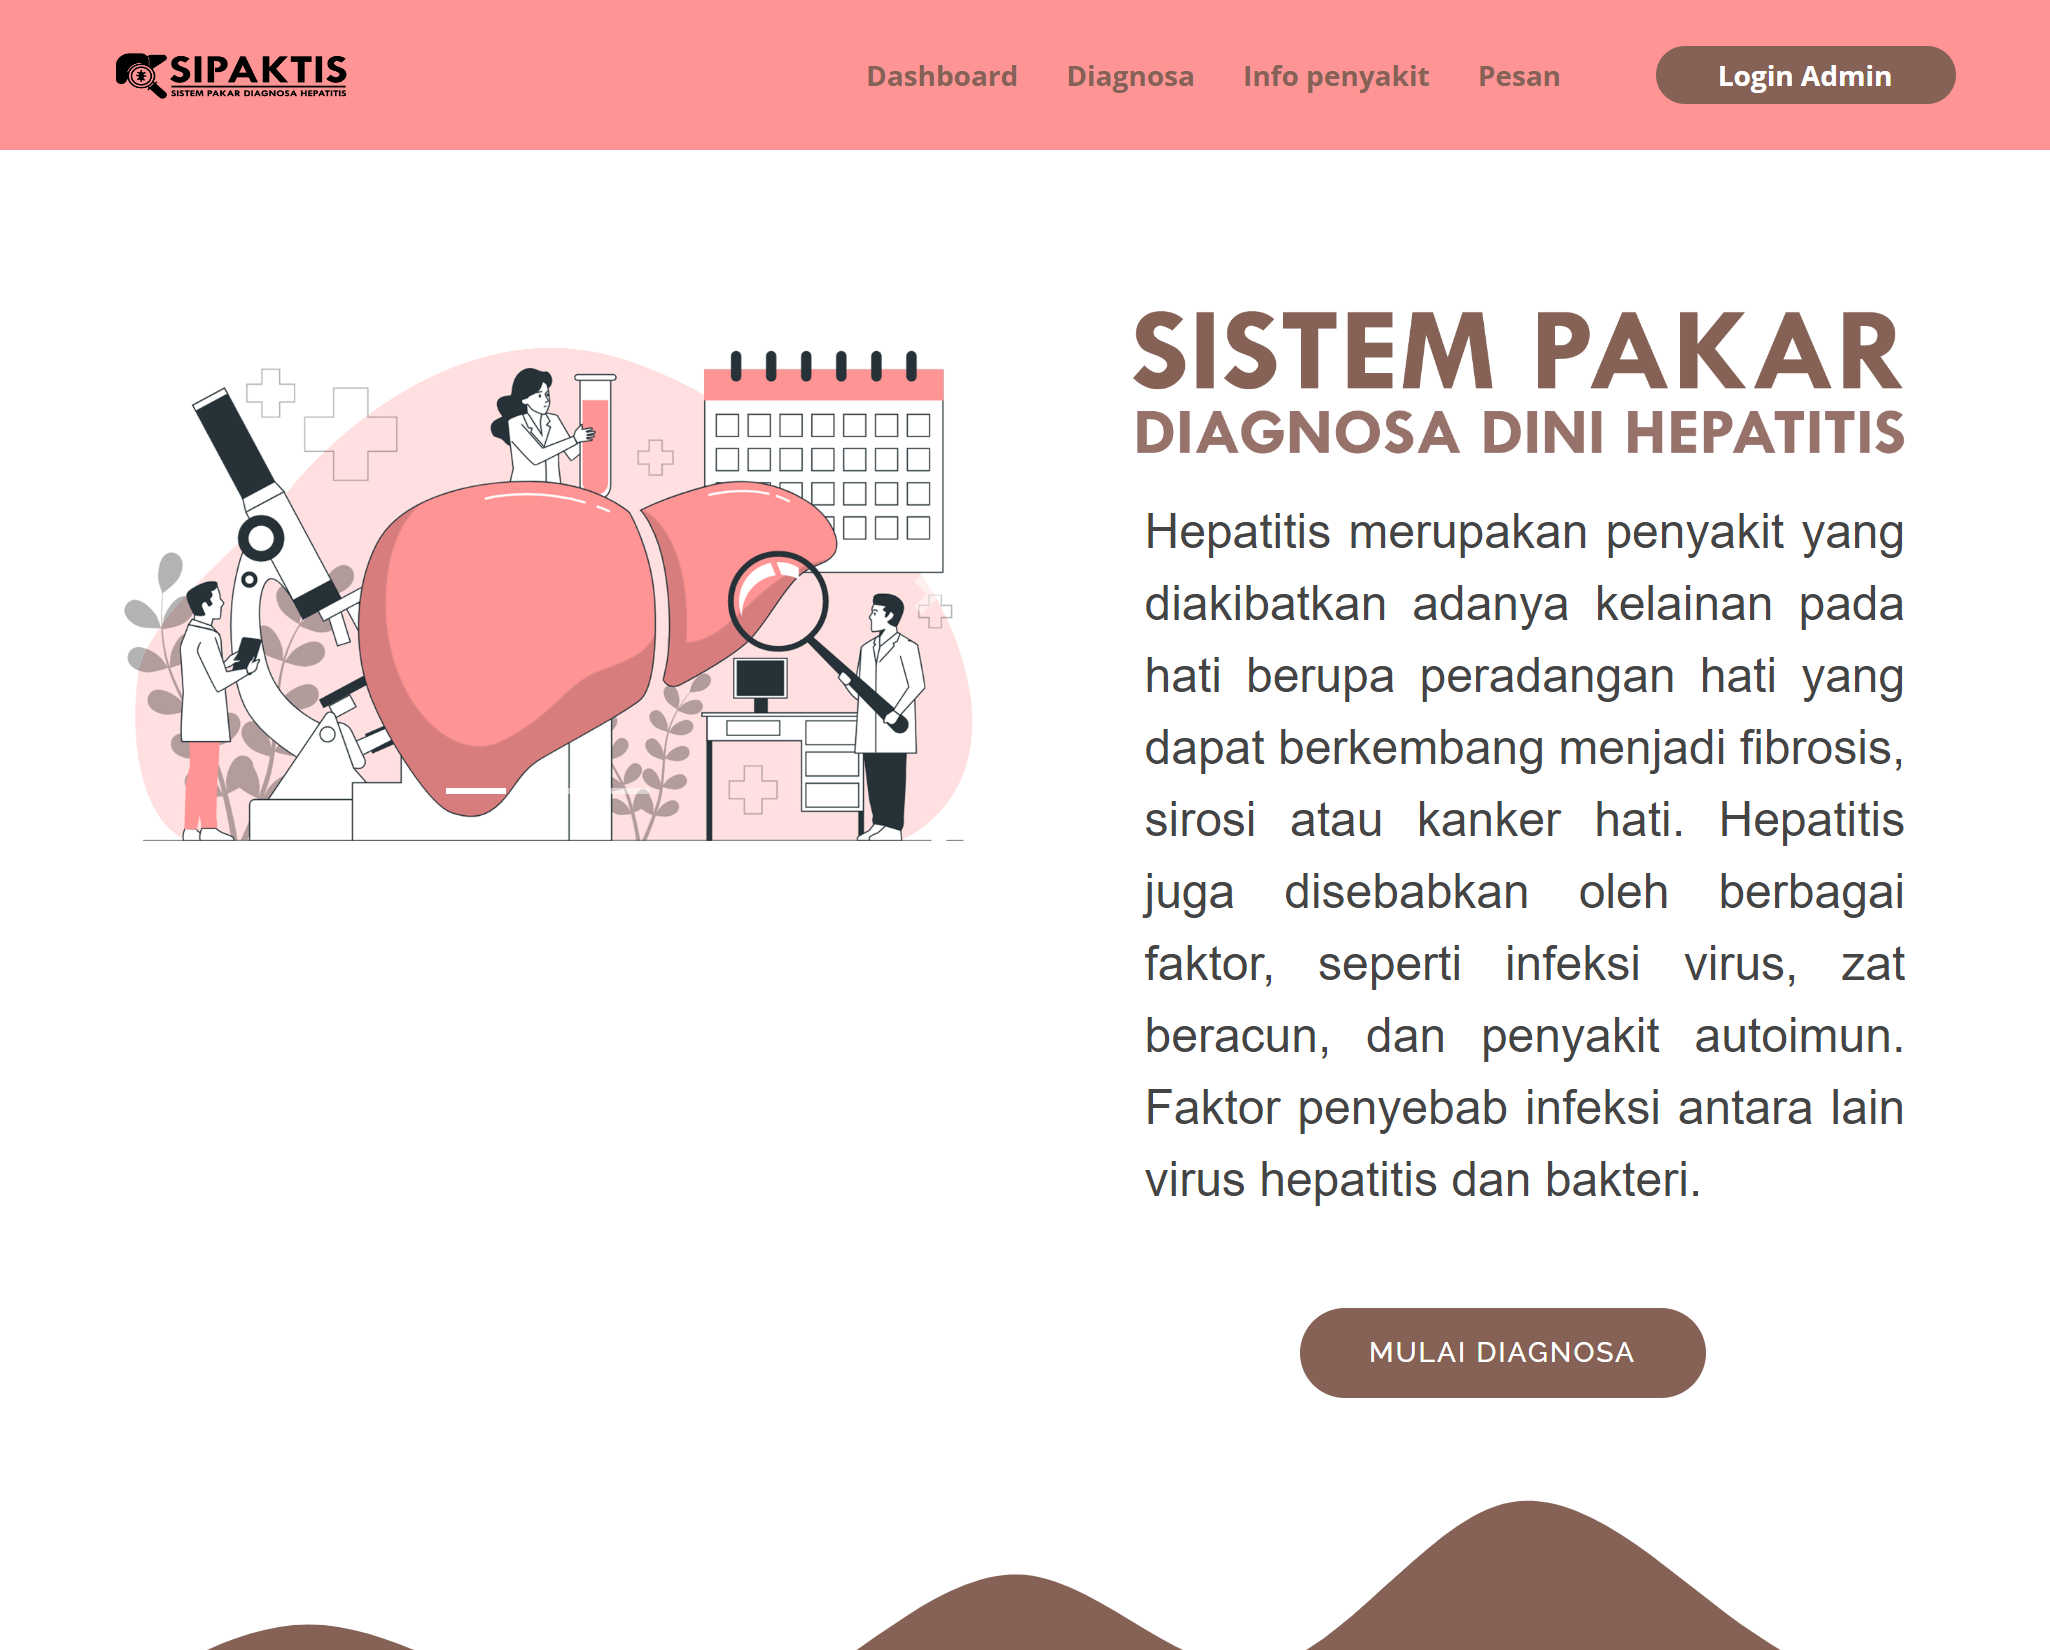 SIPAKTIS
SISTEM PAKAR DIAGNOSA HEPATITIS
Dashboard
Diagnosa
Info penyakit
Pesan
Login Admin
SISTEM PAKAR
DIAGNOSA DINI HEPATITIS
Hepatitis merupakan penyakit yang
diakibatkan adanya kelainan pada
hati berupa peradangan hati yang
dapat berkembang menjadi fibrosis,
sirosi atau kanker hati. Hepatitis
juga disebabkan oleh berbagai
faktor, seperti infeksi virus, zat
beracun, dan penyakit autoimun.
Faktor penyebab infeksi antara lain
virus hepatitis dan bakteri.
MULAI DIAGNOSA